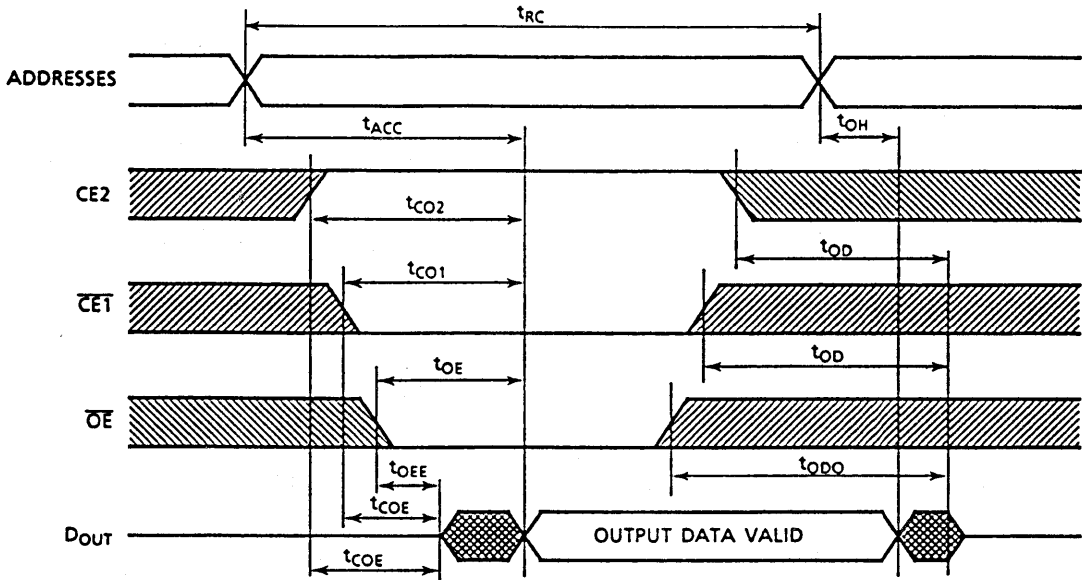 tRC
ADDRESSES
tACC
tOH
CE2
tCO2
tOD
tCO1
CE1
tOD
tOE
OE
tODO
tOEE
tCOE
DOUT
OUTPUT DATA VALID
tCOE